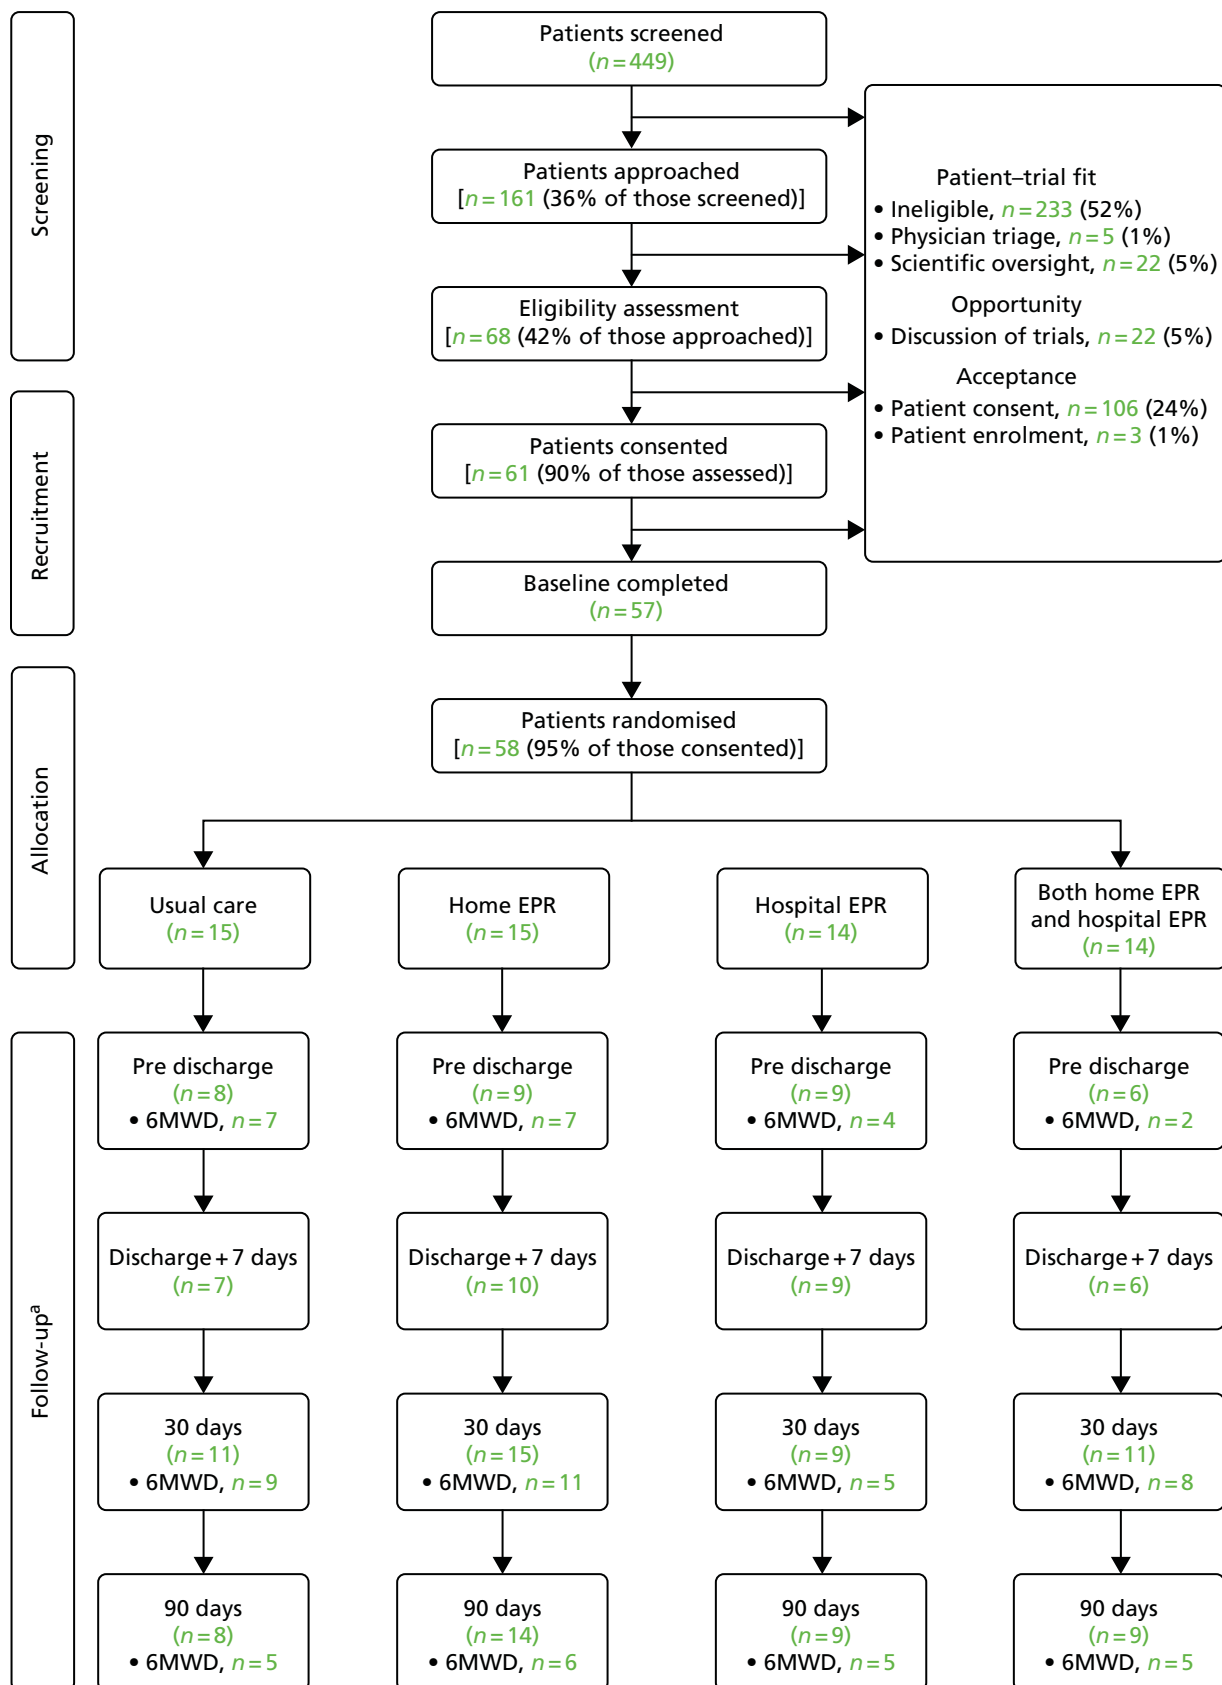 Screening
Patients screened
(n=449)
Patients approached
[n=161 (36% of those screened)]
Eligibility assessment
[n=68 (42% of those approached)]
Patient–trial fit
• Ineligible, n=233 (52%)
• Physician triage, n=5 (1%)
• Scientific oversight, n=22 (5%)
Opportunity
• Discussion of trials, n=22 (5%)
Acceptance
• Patient consent, n=106 (24%)
• Patient enrolment, n=3 (1%)
Recruitment
Patients consented
[n=61 (90% of those assessed)]
Baseline completed
(n=57)
Allocation
Patients randomised
[n=58 (95% of those consented)]
Usual care
(n=15)
Home EPR
(n=15)
Hospital EPR
(n=14)
Both home EPR
and hospital EPR
(n=14)
Follow-upᵃ
Pre discharge
(n=8)
• 6MWD, n=7
Pre discharge
(n=9)
• 6MWD, n=7
Pre discharge
(n=9)
• 6MWD, n=4
Pre discharge
(n=6)
• 6MWD, n=2
Discharge+7 days
(n=7)
Discharge+7 days
(n=10)
Discharge+7 days
(n=9)
Discharge+7 days
(n=6)
30 days
(n=11)
• 6MWD, n=9
30 days
(n=15)
• 6MWD, n=11
30 days
(n=9)
• 6MWD, n=5
30 days
(n=11)
• 6MWD, n=8
90 days
(n=8)
• 6MWD, n=5
90 days
(n=14)
• 6MWD, n=6
90 days
(n=9)
• 6MWD, n=5
90 days
(n=9)
• 6MWD, n=5